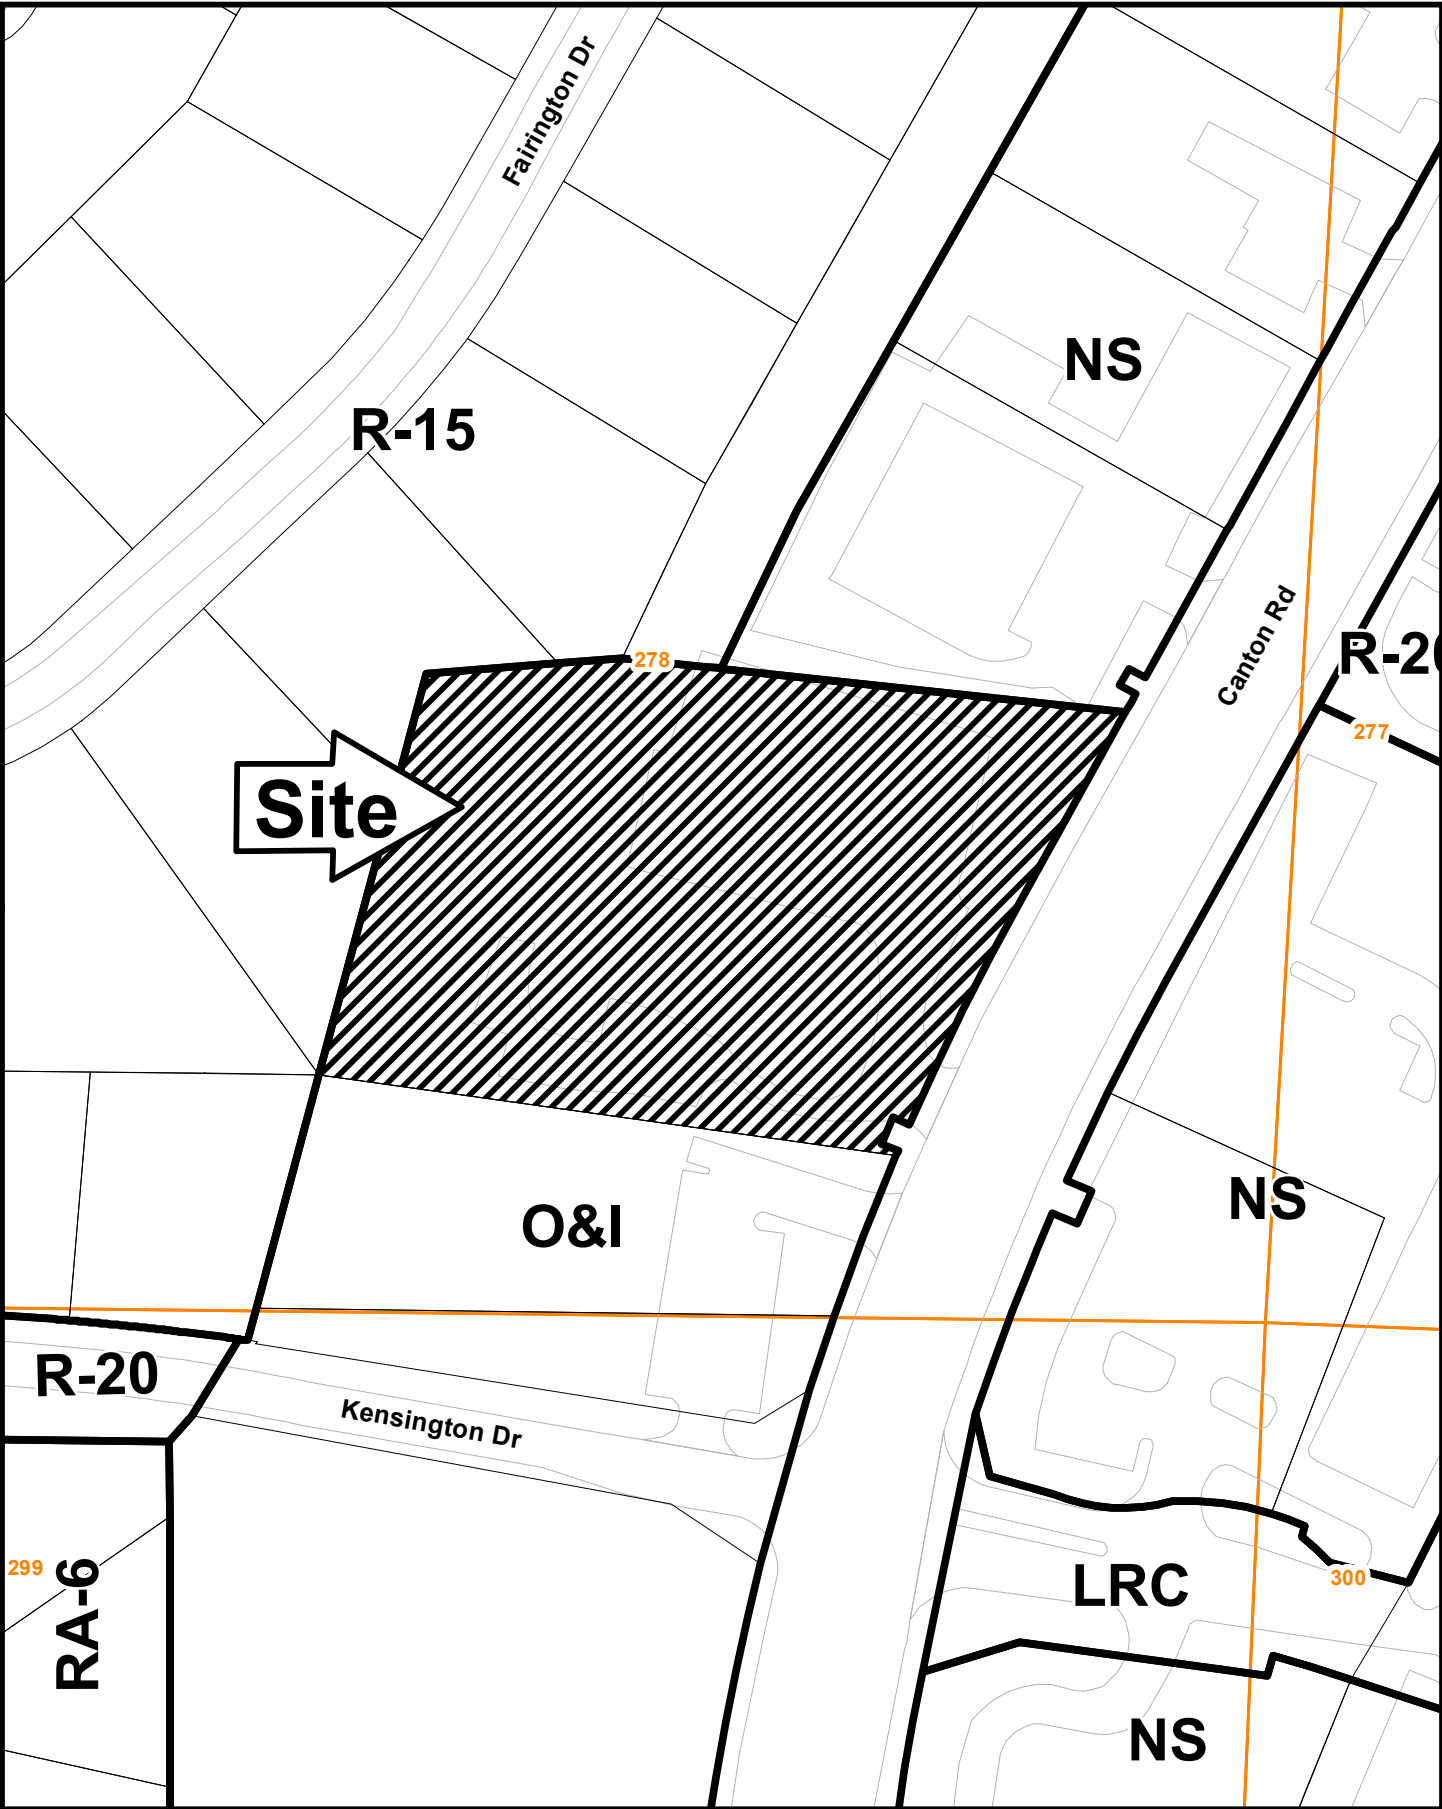 Fairington Dr
NS
R-15
Canton Rd
R-20
278
277
Site
NS
O&I
R-20
Kensington Dr
299
RA-6
LRC
300
NS